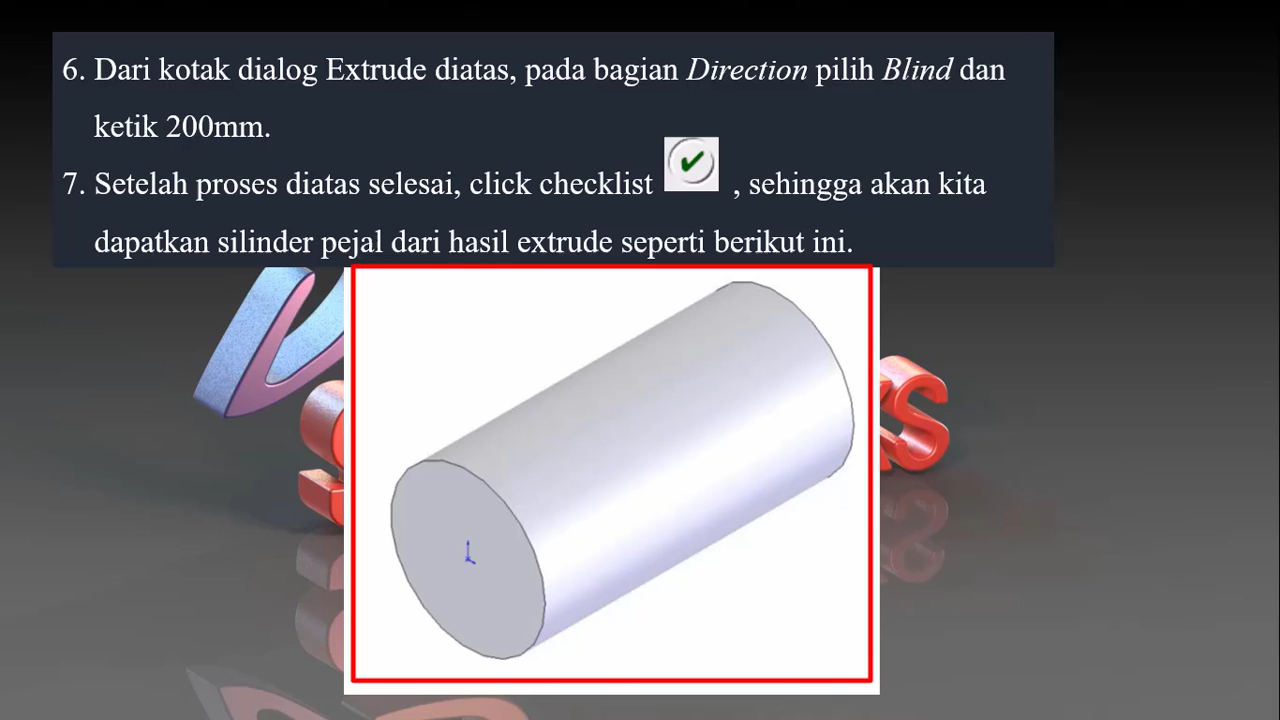 6. Dari kotak dialog Extrude diatas, pada bagian Direction pilih Blind dan
ketik 200mm.
7. Setelah proses diatas selesai, click checklist , sehingga akan kita
dapatkan silinder pejal dari hasil extrude seperti berikut ini.